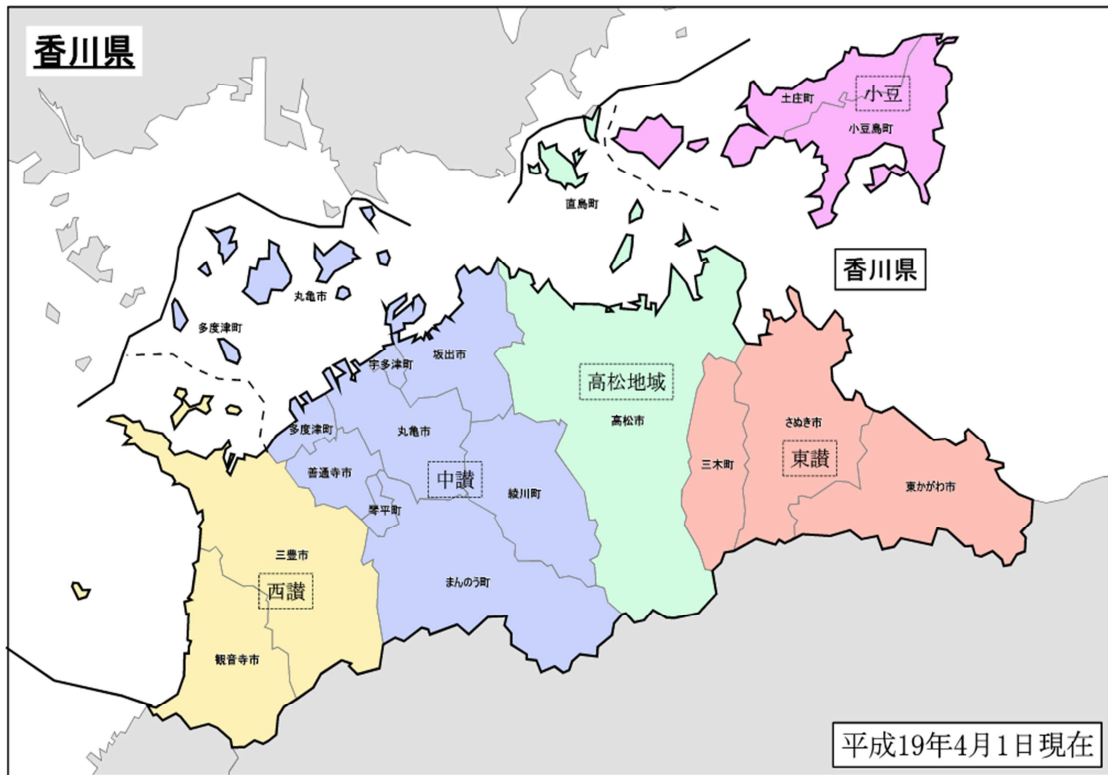 香川県
土庄町
小豆
小豆島町
直島町
香川県
丸亀市
多度津町
宇多津町
坂出市
高松地域
高松市
多度津町
丸亀市
さぬき市
善通寺市
中讃
三木町
東讃
琴平町
綾川町
東かがわ市
三豊市
西讃
まんのう町
観音寺市
平成19年4月1日現在